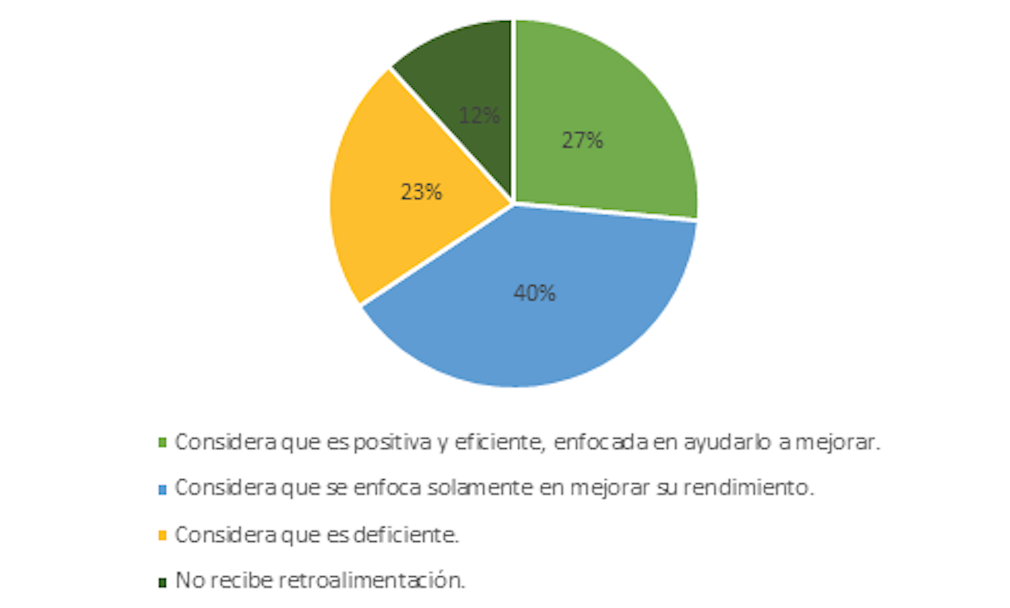 12%
27%
23%
40%
Considera que es positiva y eficiente, enfocada en ayudarlo a mejorar.
Considera que se enfoca solamente en mejorar su rendimiento.
Considera que es deficiente.
No recibe retroalimentación.